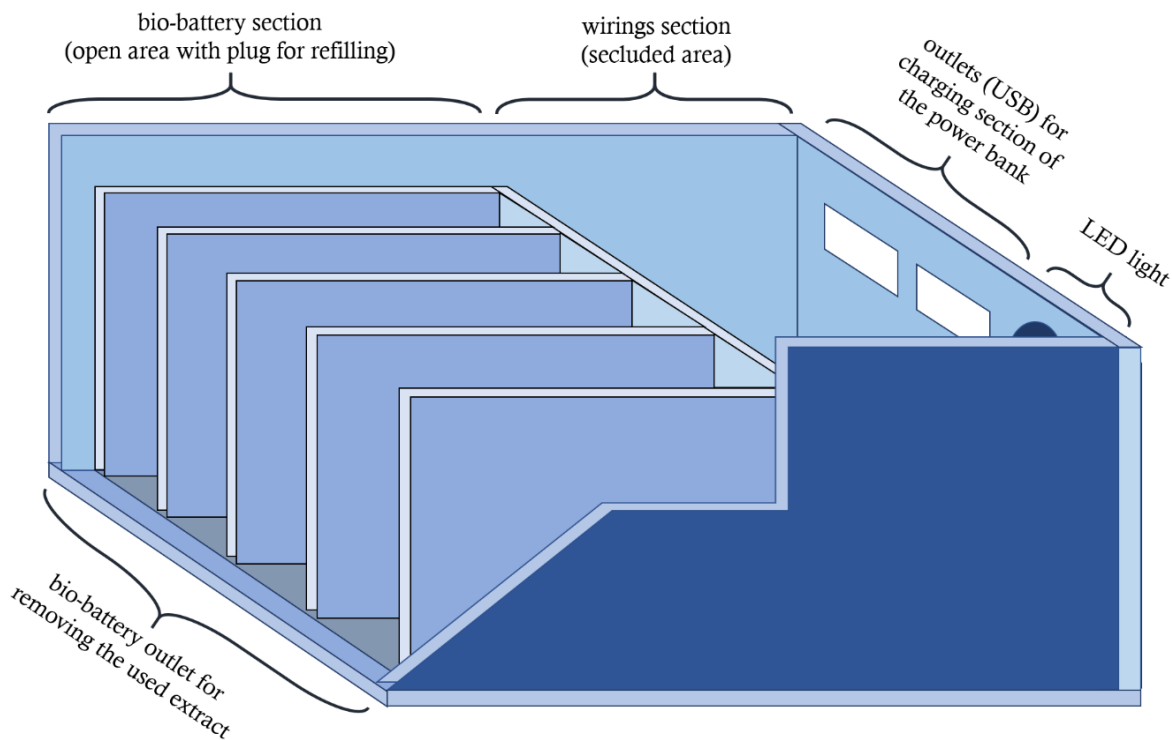 bio-battery section
(open area with plug for refilling)
wirings section
(secluded area)
outlets (USB) for
charging section of
the power bank
LED light
bio-battery outlet for
removing the used extract